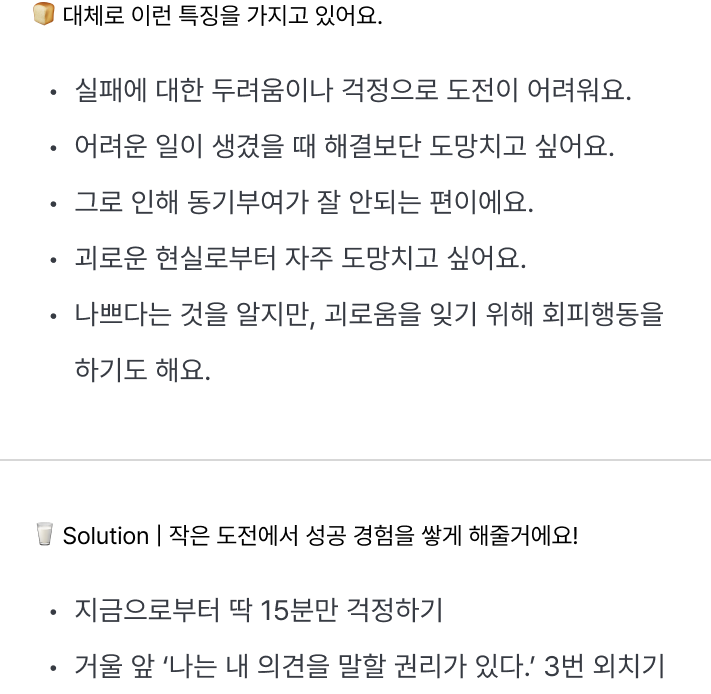 🍞 대체로 이런 특징을 가지고 있어요.
• 실패에 대한 두려움이나 걱정으로 도전이 어려워요.
• 어려운 일이 생겼을 때 해결보단 도망치고 싶어요.
• 그로 인해 동기부여가 잘 안되는 편이에요.
• 괴로운 현실로부터 자주 도망치고 싶어요.
• 나쁘다는 것을 알지만, 괴로움을 잊기 위해 회피행동을
하기도 해요.
🥛 Solution | 작은 도전에서 성공 경험을 쌓게 해줄거에요!
• 지금으로부터 딱 15분만 걱정하기
• 거울 앞 ‘나는 내 의견을 말할 권리가 있다.’ 3번 외치기